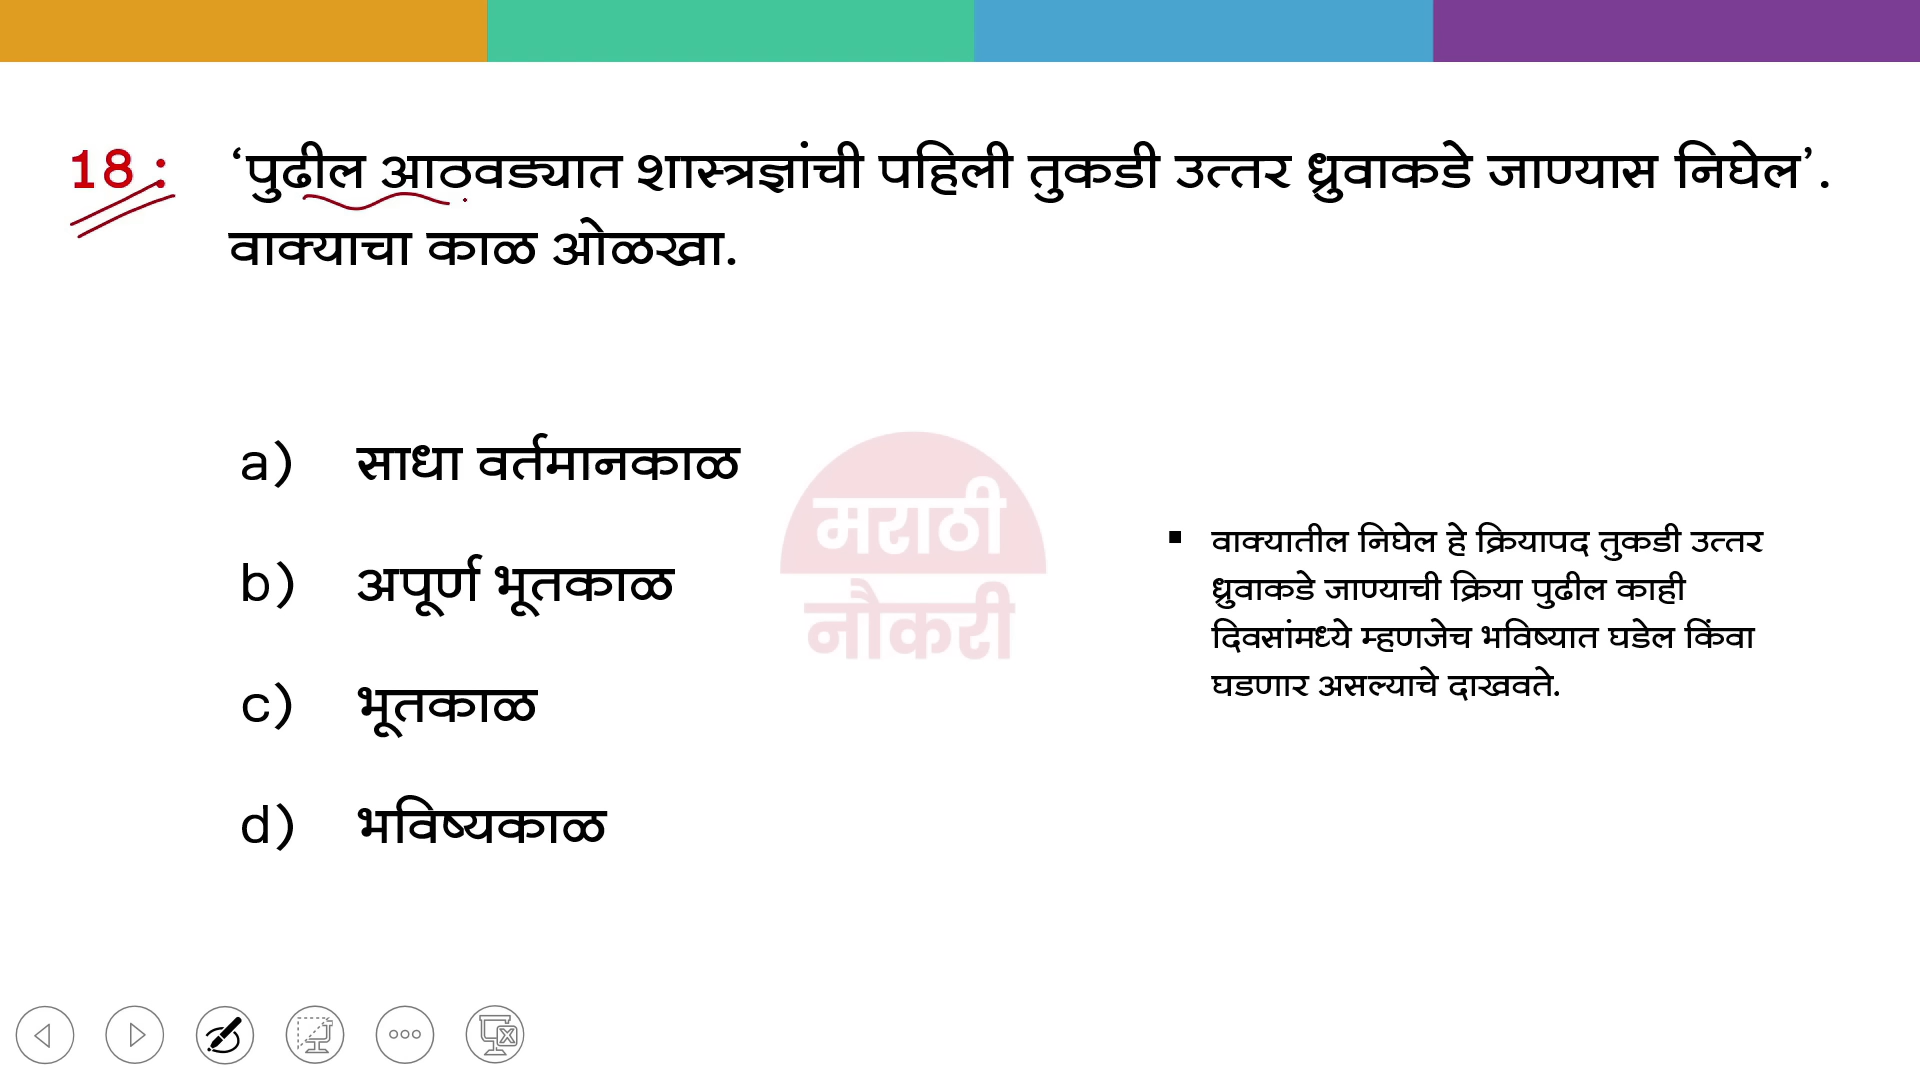 18:
‘पुढील आठवड्यात शास्त्रज्ञांची पहिली तुकडी उत्तर ध्रुवाकडे जाण्यास निघेल’.
वाक्याचा काळ ओळखा.
a) साधा वर्तमानकाळ
b) अपूर्ण भूतकाळ
c) भूतकाळ
d) भविष्यकाळ
मराठी
नौकरी
▪ वाक्यातील निघेल हे क्रियापद तुकडी उत्तर
ध्रुवाकडे जाण्याची क्रिया पुढील काही
दिवसांमध्ये म्हणजेच भविष्यात घडेल किंवा
घडणार असल्याचे दाखवते.